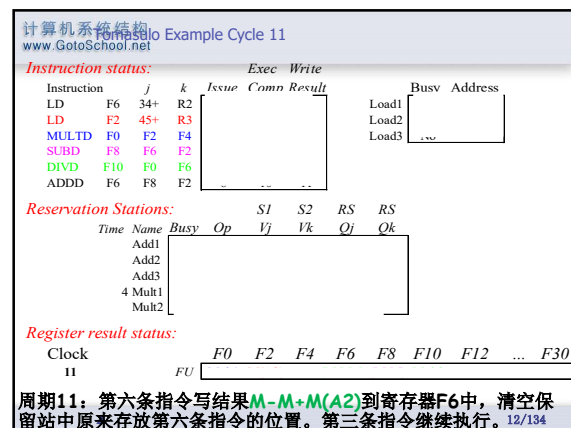 计算机系统结构
Tomasulo Example Cycle 11
www.GotoSchool.net
Instruction status: Exec Write
Instruction j k Issue Comp Result Busy Address
LD F6 34+ R2 Load1
LD F2 45+ R3 Load2
MULTD F0 F2 F4 Load3
SUBD F8 F6 F2
DIVD F10 F0 F6
ADDD F6 F8 F2
Reservation Stations: S1 S2 RS RS
Time Name Busy Op Vj Vk Qj Qk
Add1
Add2
Add3
4 Mult1
Mult2
Register result status:
Clock F0 F2 F4 F6 F8 F10 F12 ... F30
11 FU
周期11：第六条指令写结果M-M+M(A2)到寄存器F6中，清空保
留站中原来存放第六条指令的位置。第三条指令继续执行。 12/134